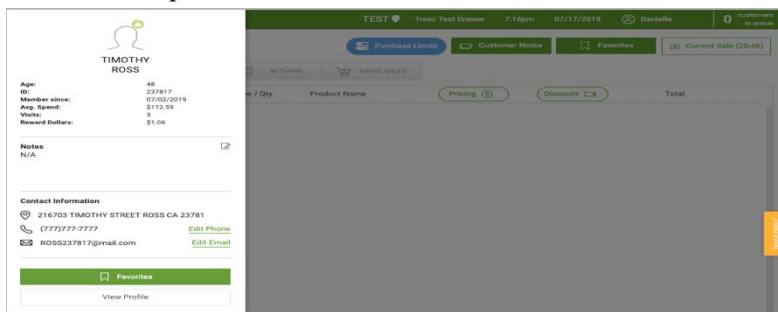 TEST Treez Test Drawer 7:16pm 07/17/2019 Danielle 0 customers in queue
Purchase Limits Customer Notes Favorites Current Sale (20:46)
RETURNS SAVED SALES
e / Qty Product Name Pricing Discount Total
TIMOTHY
ROSS
Age: 48
ID: 237817
Member since: 07/02/2019
Avg. Spend: $112.59
Visits: 3
Reward Dollars: $1.06
Notes
N/A
Contact Information
216703 TIMOTHY STREET ROSS CA 23781
(777)777-7777 Edit Phone
ROSS237817@mail.com Edit Email
Favorites
View Profile